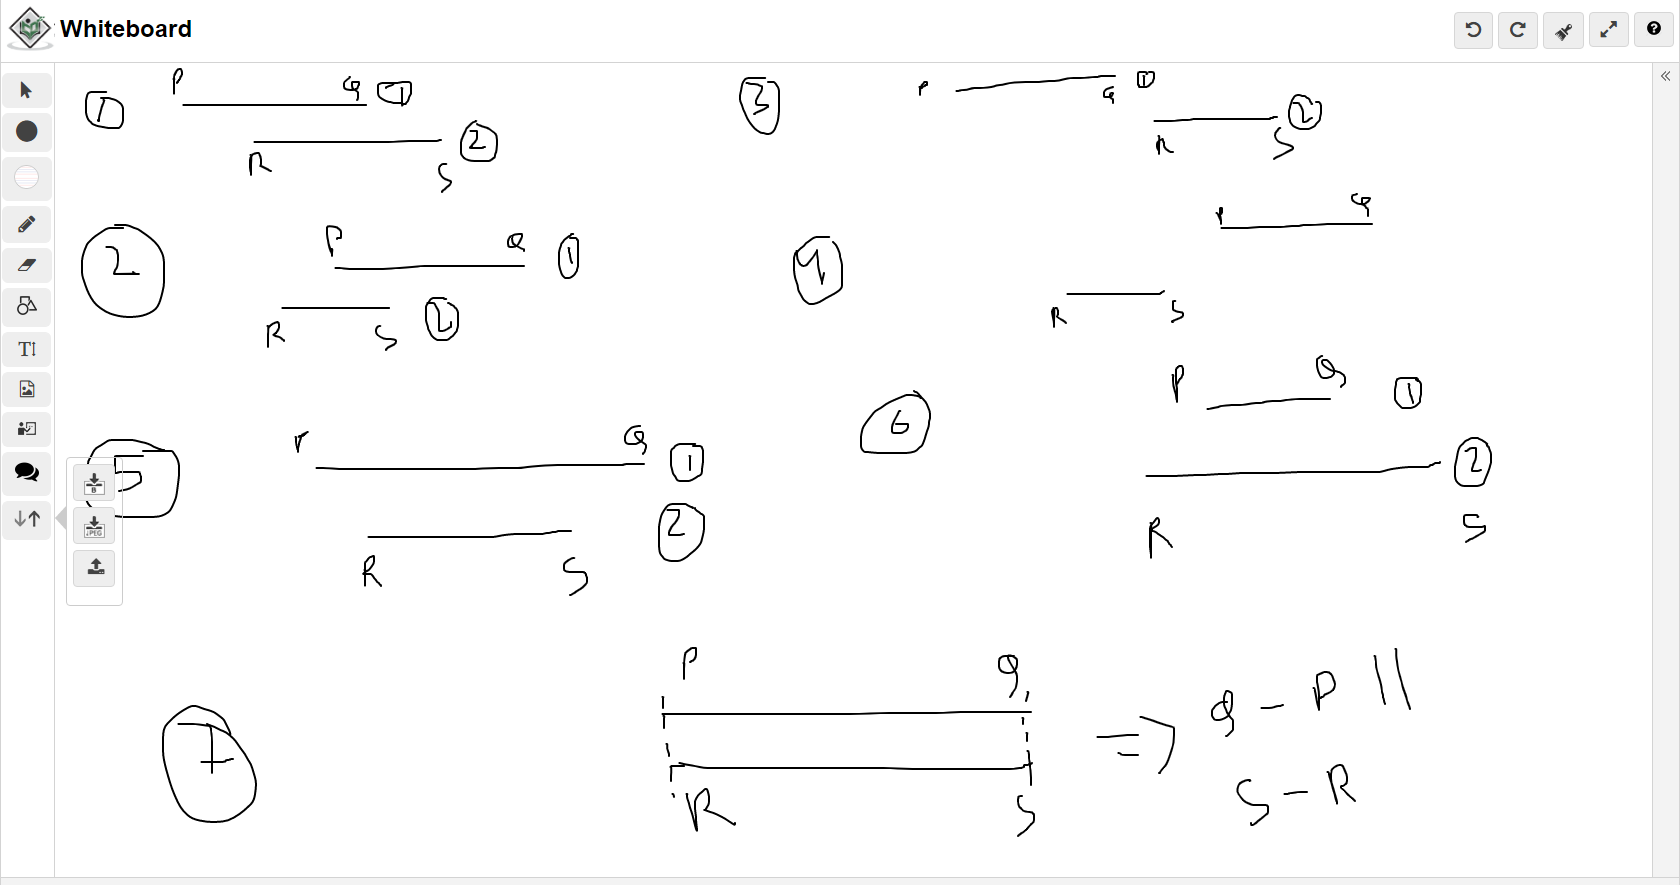 Whiteboard
1 P Q 1
R S 2
3 P Q 1
R S 2
2 P Q 1
R S 2
4 P Q
R S
5 P Q 1
R S 2
6 P Q 1
R S 2
7 P Q
R S
=> Q - P ||
S - R